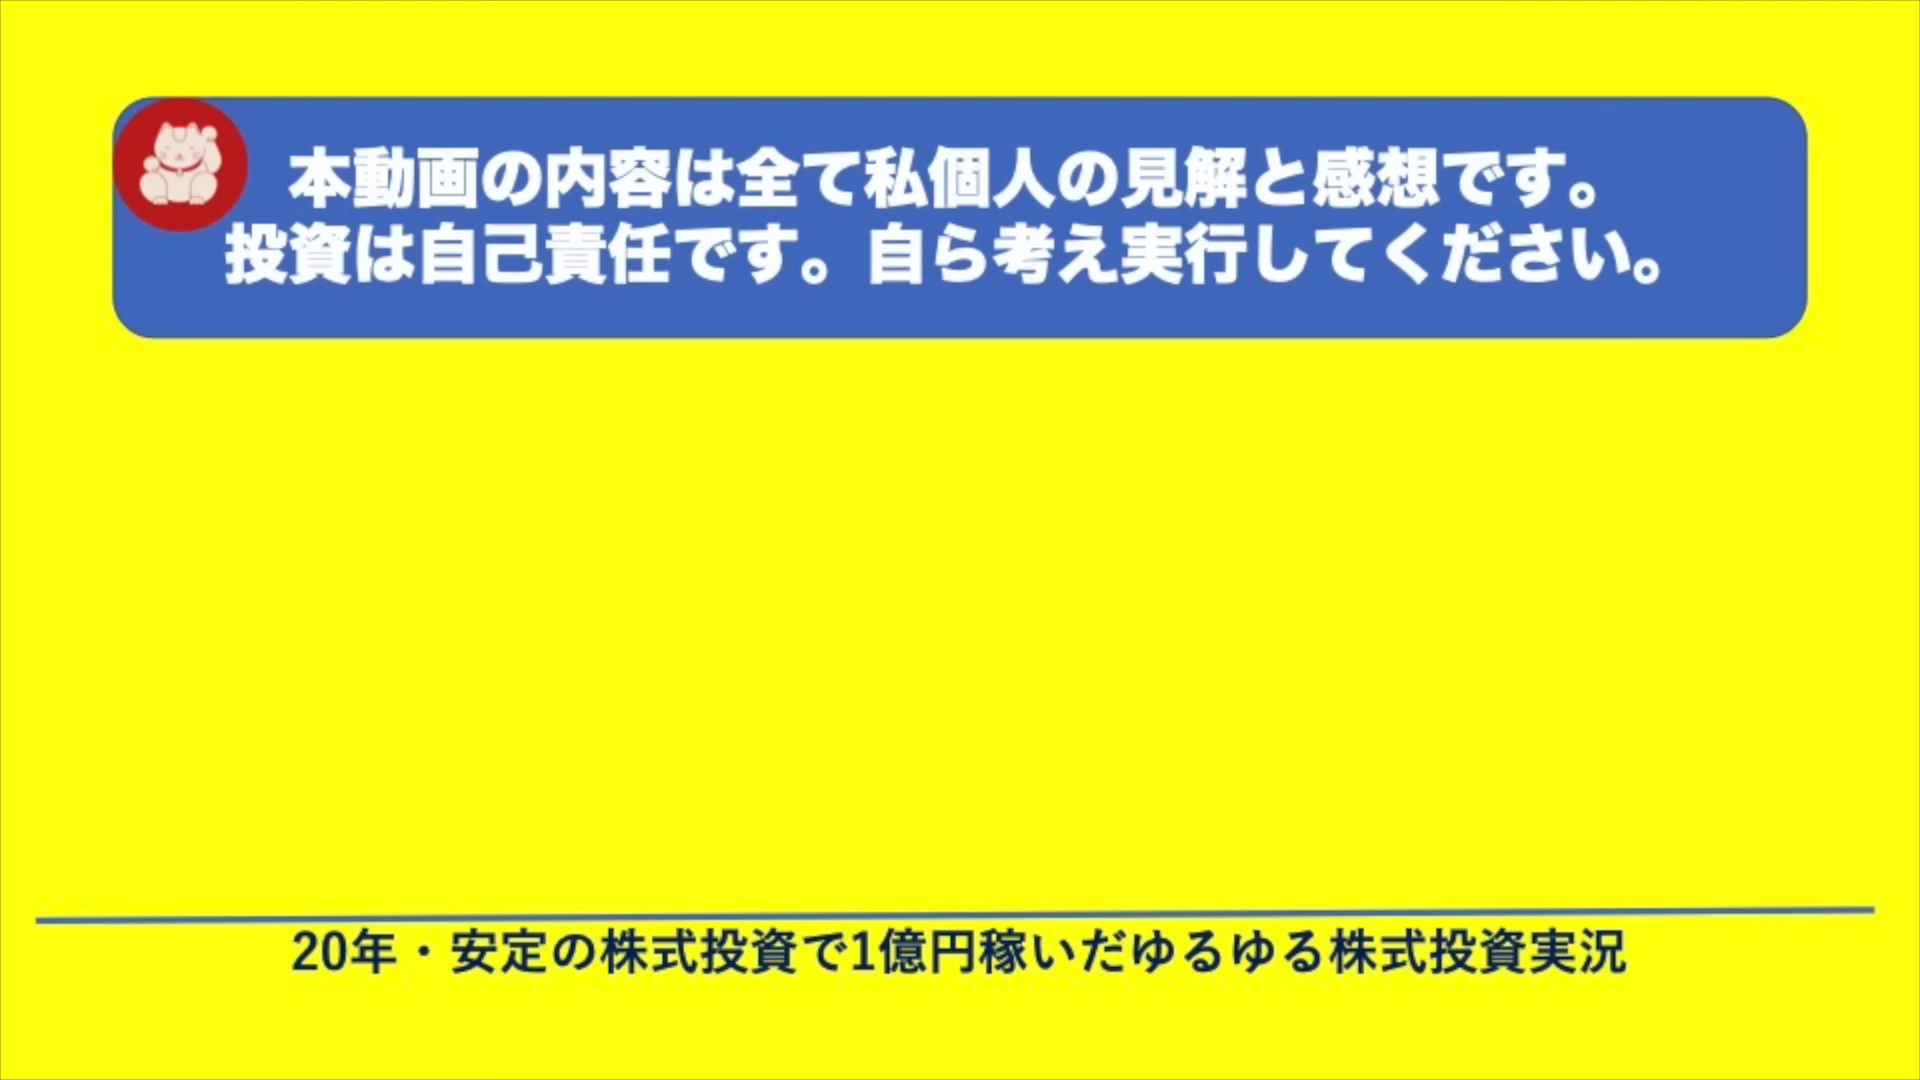 本動画の内容は全て私個人の見解と感想です。
投資は自己責任です。自ら考え実行してください。
20年・安定の株式投資で1億円稼いだゆるゆる株式投資実況